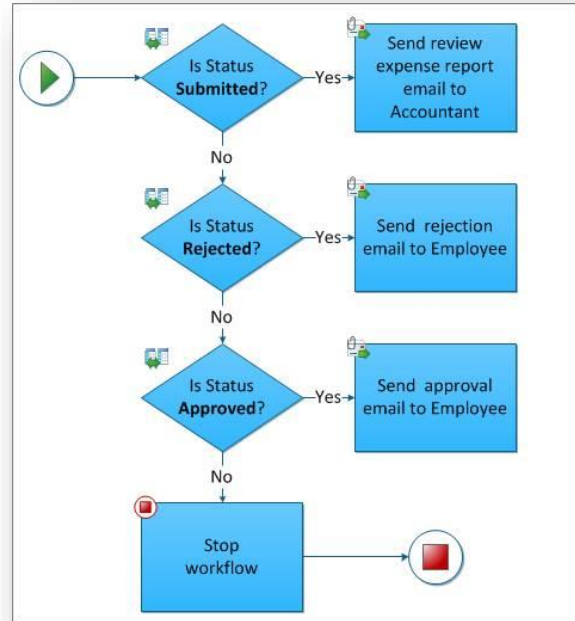 Is Status
Submitted?
Yes
Send review
expense report
email to
Accountant
No
Is Status
Rejected?
Yes
Send rejection
email to Employee
No
Is Status
Approved?
Yes
Send approval
email to Employee
No
Stop
workflow